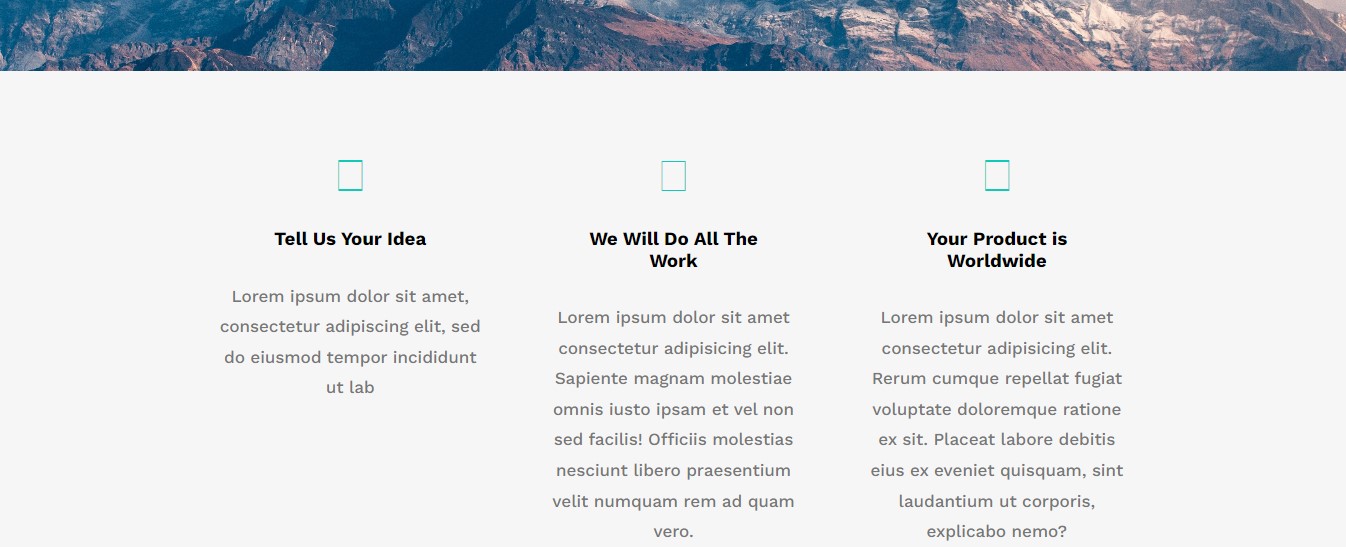 Tell Us Your Idea
Lorem ipsum dolor sit amet,
consectetur adipiscing elit, sed
do eiusmod tempor incididunt
ut lab
We Will Do All The
Work
Lorem ipsum dolor sit amet
consectetur adipisicing elit.
Sapiente magnam molestiae
omnis iusto ipsam et vel non
sed facilis! Officiis molestias
nesciunt libero praesentium
velit numquam rem ad quam
vero.
Your Product is
Worldwide
Lorem ipsum dolor sit amet
consectetur adipisicing elit.
Rerum cumque repellat fugiat
voluptate doloremque ratione
ex sit. Placeat labore debitis
eius ex eveniet quisquam, sint
laudantium ut corporis,
explicabo nemo?